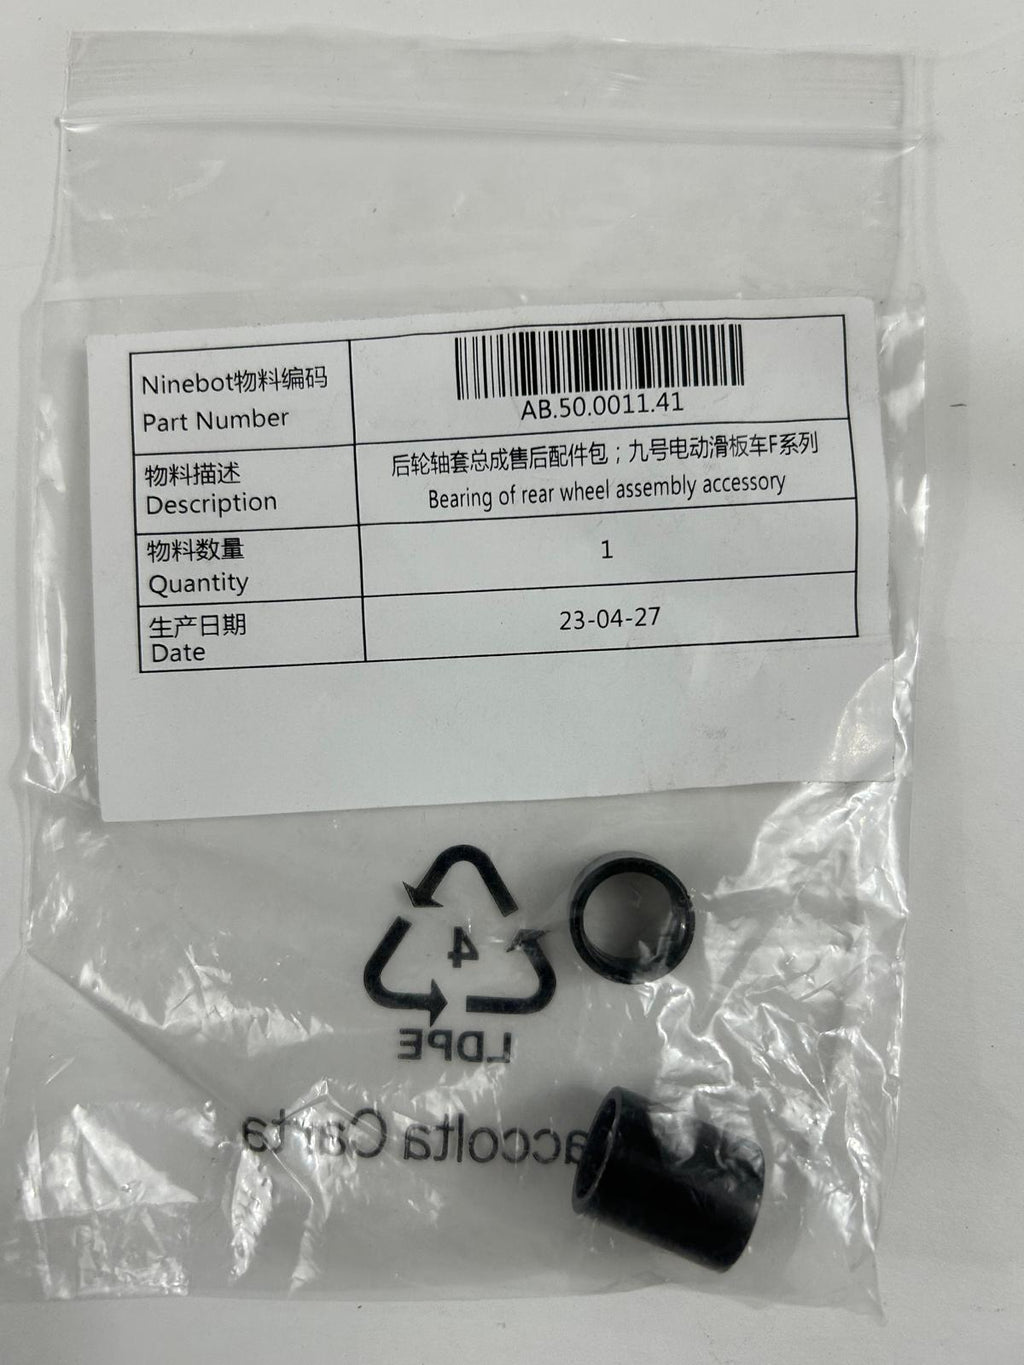 Ninebot物料编码
Part Number
AB.50.0011.41
物料描述
Description
后轮轴套总成售后配件包；九号电动滑板车F系列
Bearing of rear wheel assembly accessory
物料数量
Quantity
1
生产日期
Date
23-04-27
4
LDPE
Carta